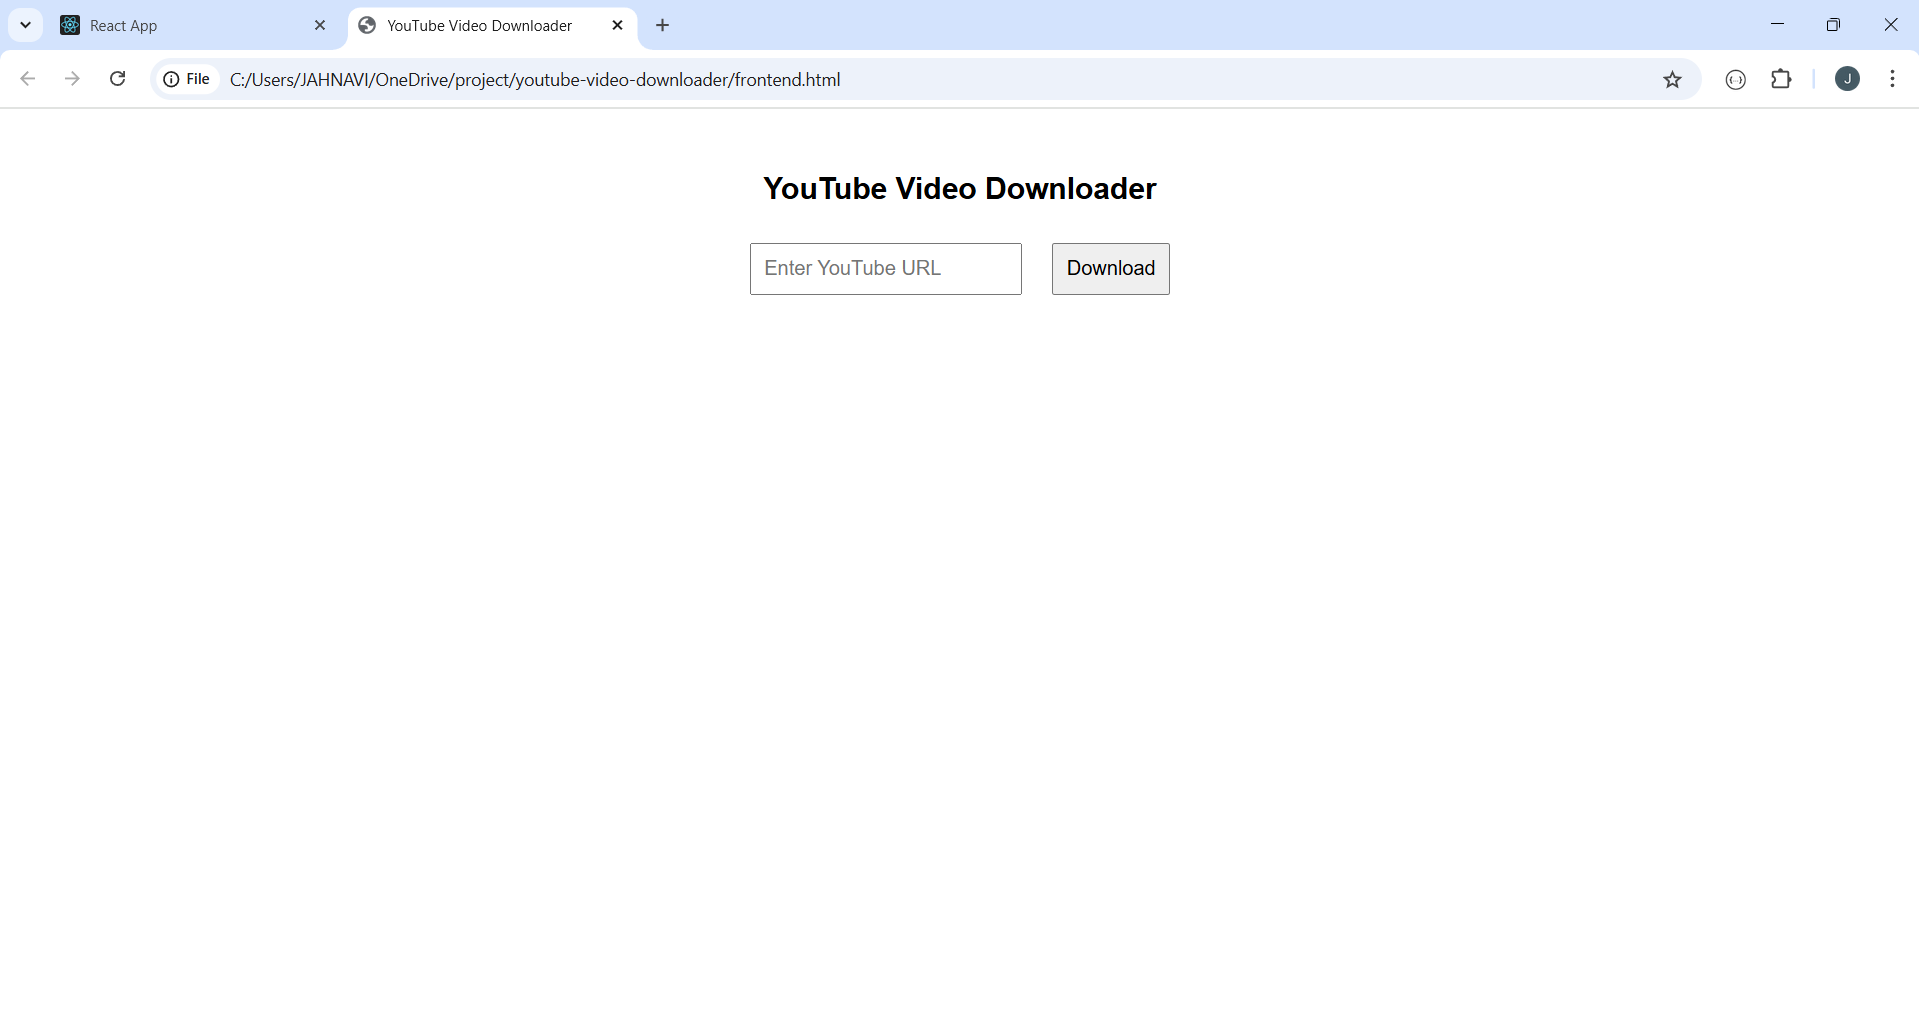 React App
YouTube Video Downloader
File C:/Users/JAHNAVI/OneDrive/project/youtube-video-downloader/frontend.html
J
YouTube Video Downloader
Enter YouTube URL
Download